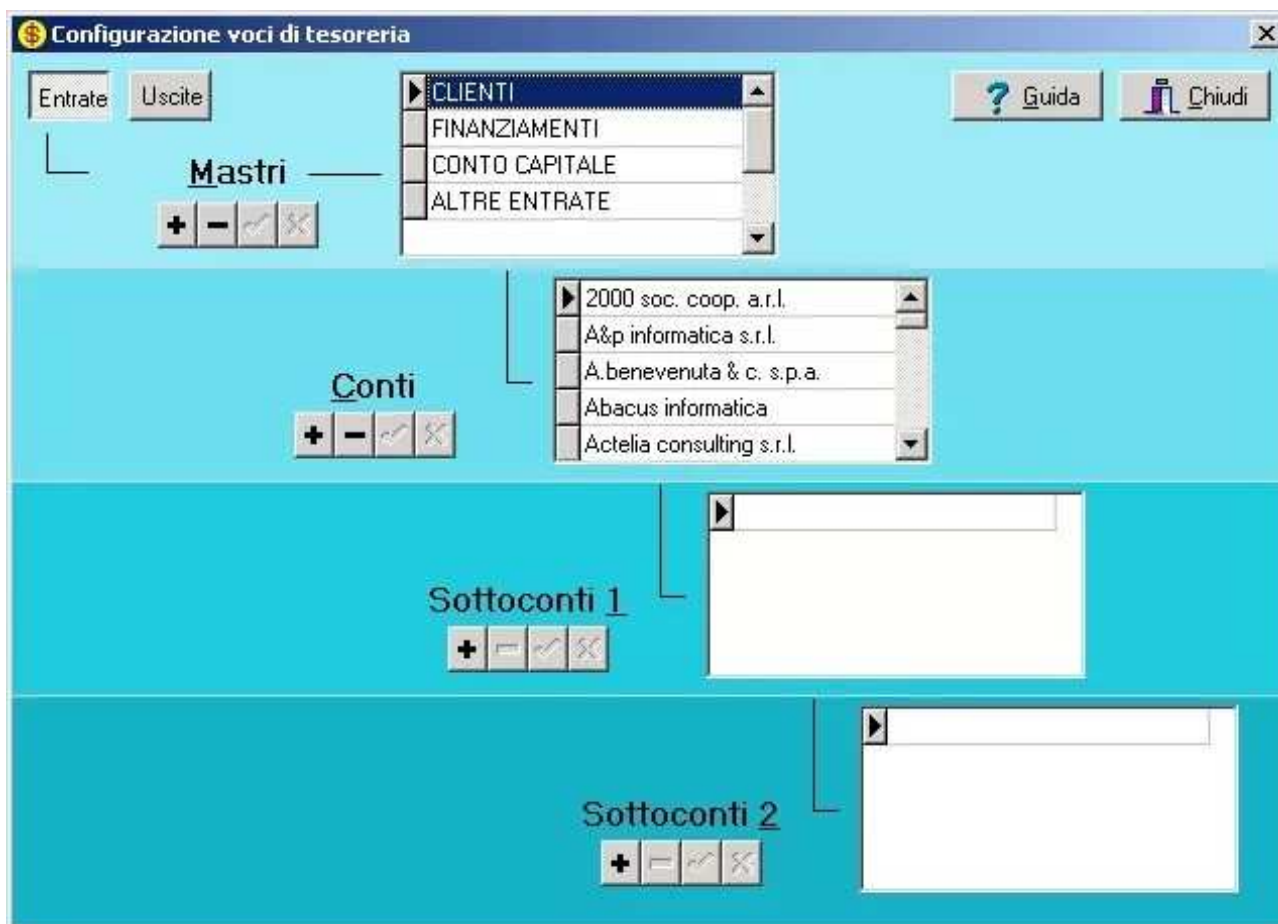 Configurazione voci di tesoreria
Entrate
Uscite
CLIENTI
FINANZIAMENTI
CONTO CAPITALE
ALTRE ENTRATE
Guida
Chiudi
Mastri
2000 soc. coop. a.r.l.
A&p informatica s.r.l.
A.benevenuta & c. s.p.a.
Abacus informatica
Actelia consulting s.r.l.
Conti
Sottoconti 1
Sottoconti 2